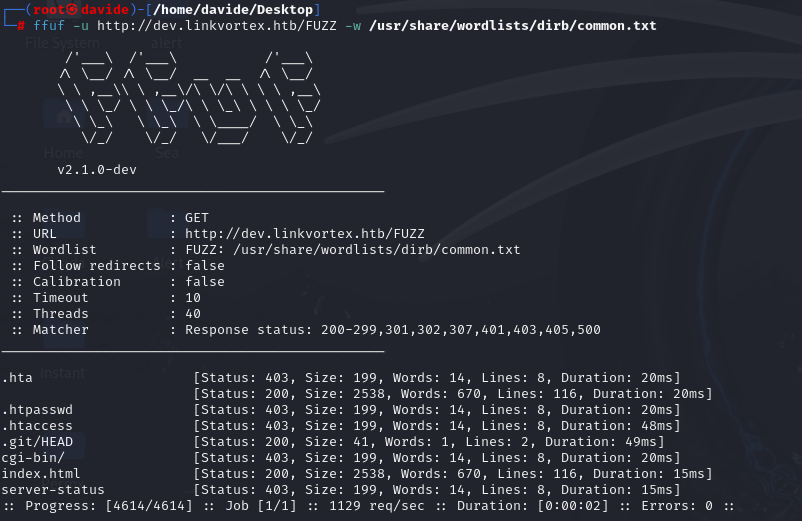 ┌──(root㉿davide)-[/home/davide/Desktop]
└─# ffuf -u http://dev.linkvortex.htb/FUZZ -w /usr/share/wordlists/dirb/common.txt
File System alert
Home Sea
v2.1.0-dev
________________________________________________
:: Method : GET
:: URL : http://dev.linkvortex.htb/FUZZ
:: Wordlist : FUZZ: /usr/share/wordlists/dirb/common.txt
:: Follow redirects : false
:: Calibration : false
:: Timeout : 10
:: Threads : 40
:: Matcher : Response status: 200-299,301,302,307,401,403,405,500
________________________________________________
Instant
.hta [Status: 403, Size: 199, Words: 14, Lines: 8, Duration: 20ms]
[Status: 200, Size: 2538, Words: 670, Lines: 116, Duration: 20ms]
.htpasswd [Status: 403, Size: 199, Words: 14, Lines: 8, Duration: 20ms]
.htaccess [Status: 403, Size: 199, Words: 14, Lines: 8, Duration: 48ms]
.git/HEAD [Status: 200, Size: 41, Words: 1, Lines: 2, Duration: 49ms]
cgi-bin/ [Status: 403, Size: 199, Words: 14, Lines: 8, Duration: 20ms]
index.html [Status: 200, Size: 2538, Words: 670, Lines: 116, Duration: 15ms]
server-status [Status: 403, Size: 199, Words: 14, Lines: 8, Duration: 15ms]
:: Progress: [4614/4614] :: Job [1/1] :: 1129 req/sec :: Duration: [0:00:02] :: Errors: 0 ::